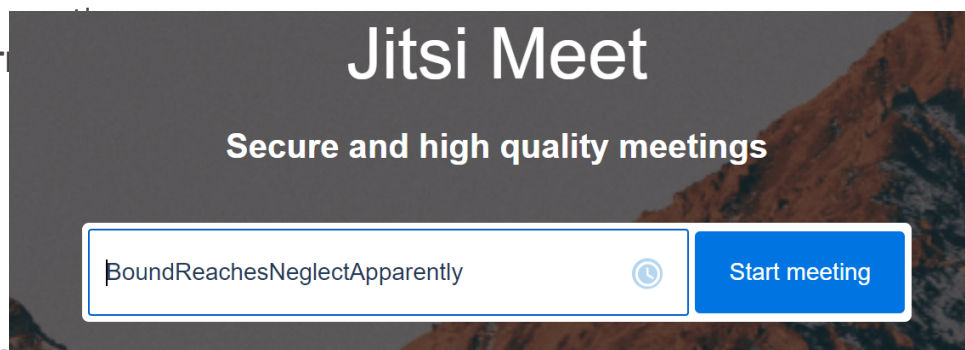 Jitsi Meet
Secure and high quality meetings
BoundReachesNeglectApparently
Start meeting